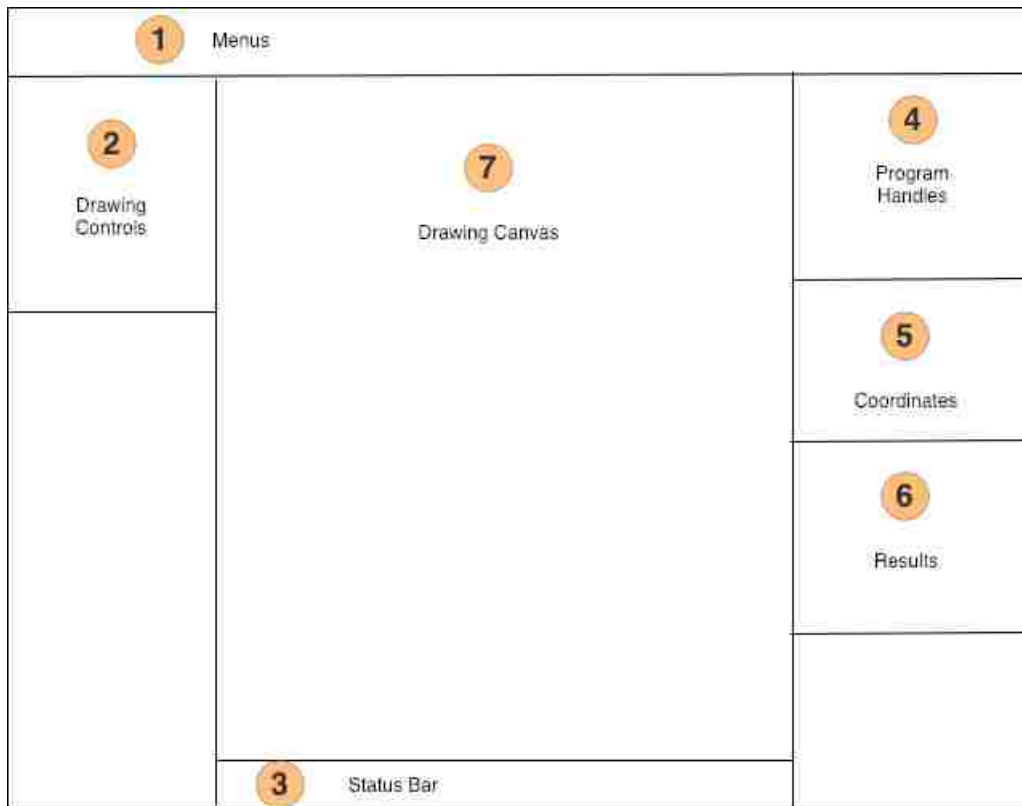 1 Menus
2
Drawing
Controls
7
Drawing Canvas
4
Program
Handles
5
Coordinates
6
Results
3 Status Bar